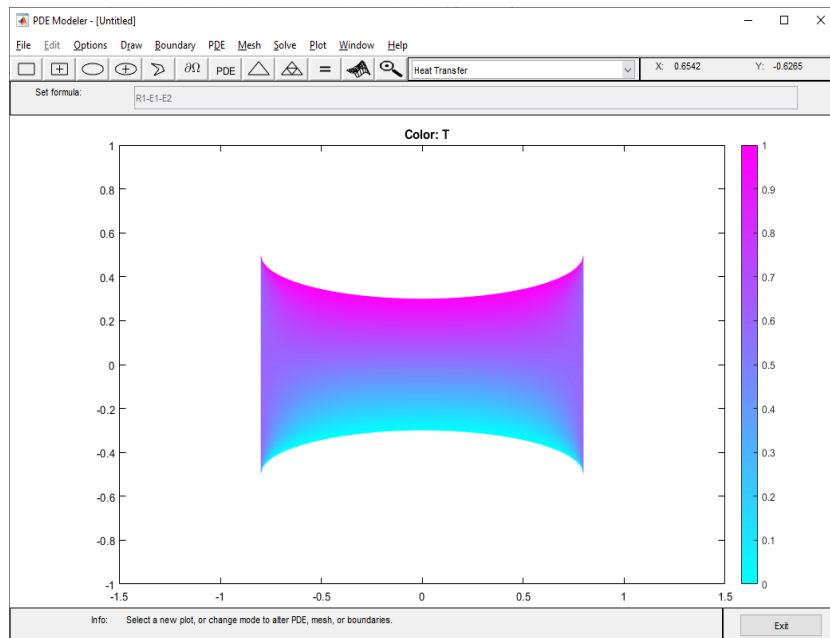 PDE Modeler - [Untitled]
File Edit Options Draw Boundary PDE Mesh Solve Plot Window Help
∂Ω PDE = Heat Transfer X: 0.6542 Y: -0.6265
Set formula: R1-E1-E2
Color: T
1
0.8
0.6
0.4
0.2
0
-0.2
-0.4
-0.6
-0.8
-1
-1.5 -1 -0.5 0 0.5 1 1.5
1
0.9
0.8
0.7
0.6
0.5
0.4
0.3
0.2
0.1
0
Info: Select a new plot, or change mode to alter PDE, mesh, or boundaries.
Exit